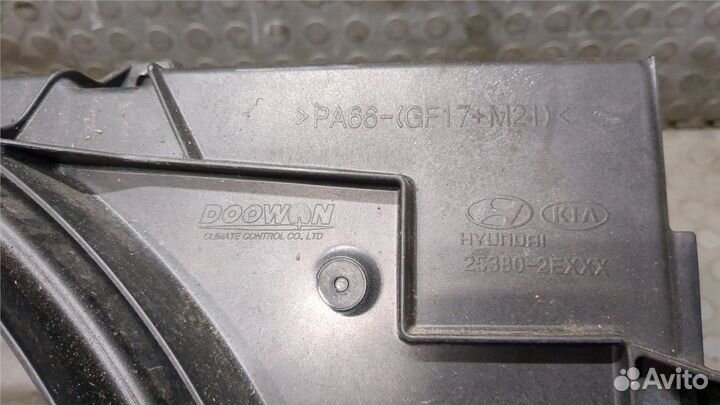 >PA66-(GF17+M21)<
DOOWON
CLIMATE CONTROL CO., LTD
KIA
HYUNDAI
25380-2EXXX
Avito